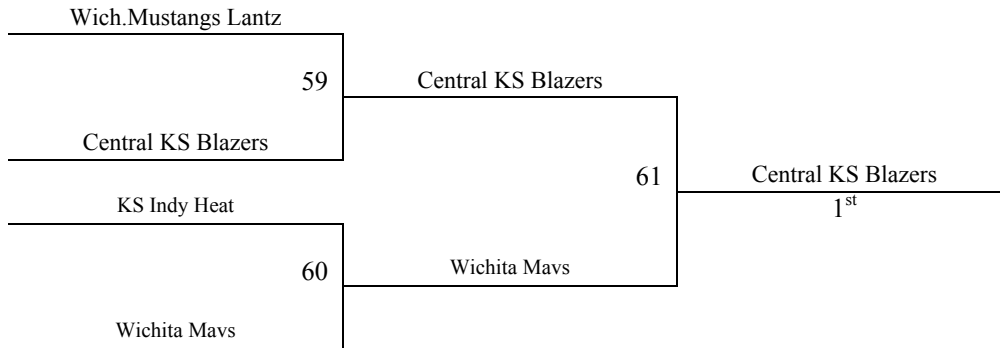 Wich.Mustangs Lantz
59
Central KS Blazers
Central KS Blazers
61
Central KS Blazers
1st
KS Indy Heat
60
Wichita Mavs
Wichita Mavs